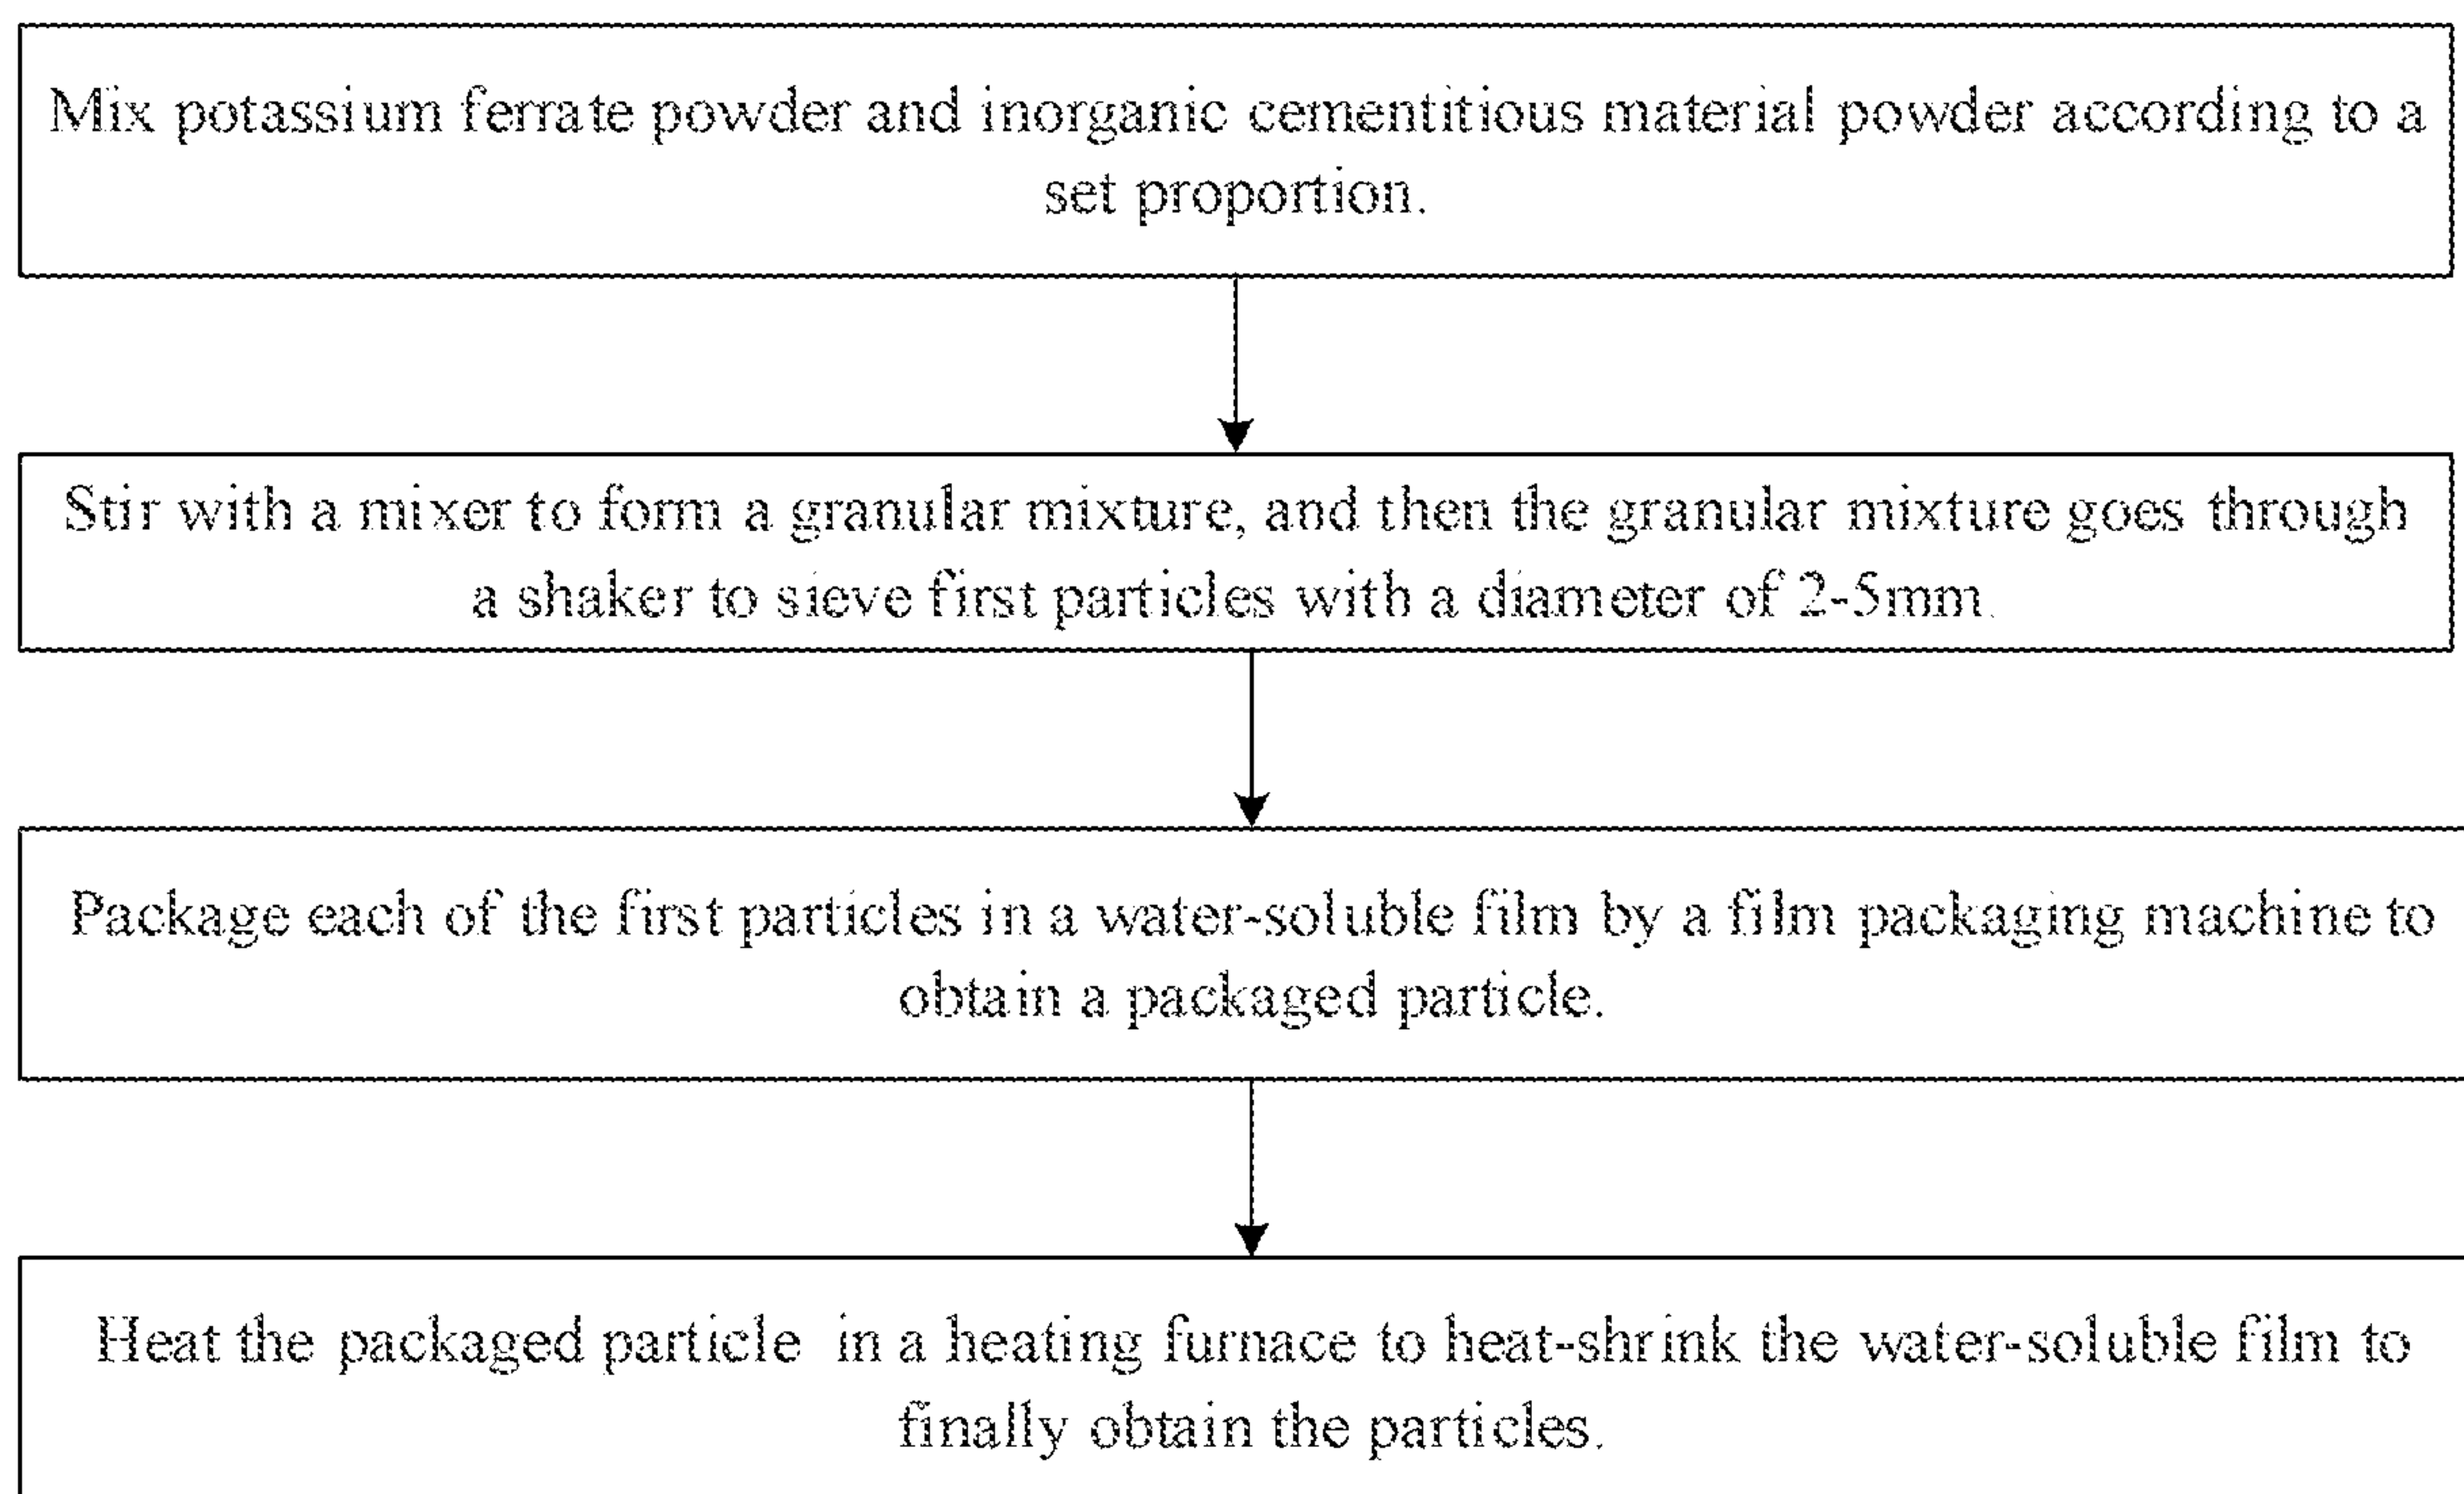 Mix potassium ferrate powder and inorganic cementitious material powder according to a
set proportion.
Stir with a mixer to form a granular mixture, and then the granular mixture goes through
a shaker to sieve first particles with a diameter of 2-5mm.
Package each of the first particles in a water-soluble film by a film packaging machine to
obtain a packaged particle.
Heat the packaged particle in a heating furnace to heat-shrink the water-soluble film to
finally obtain the particles.